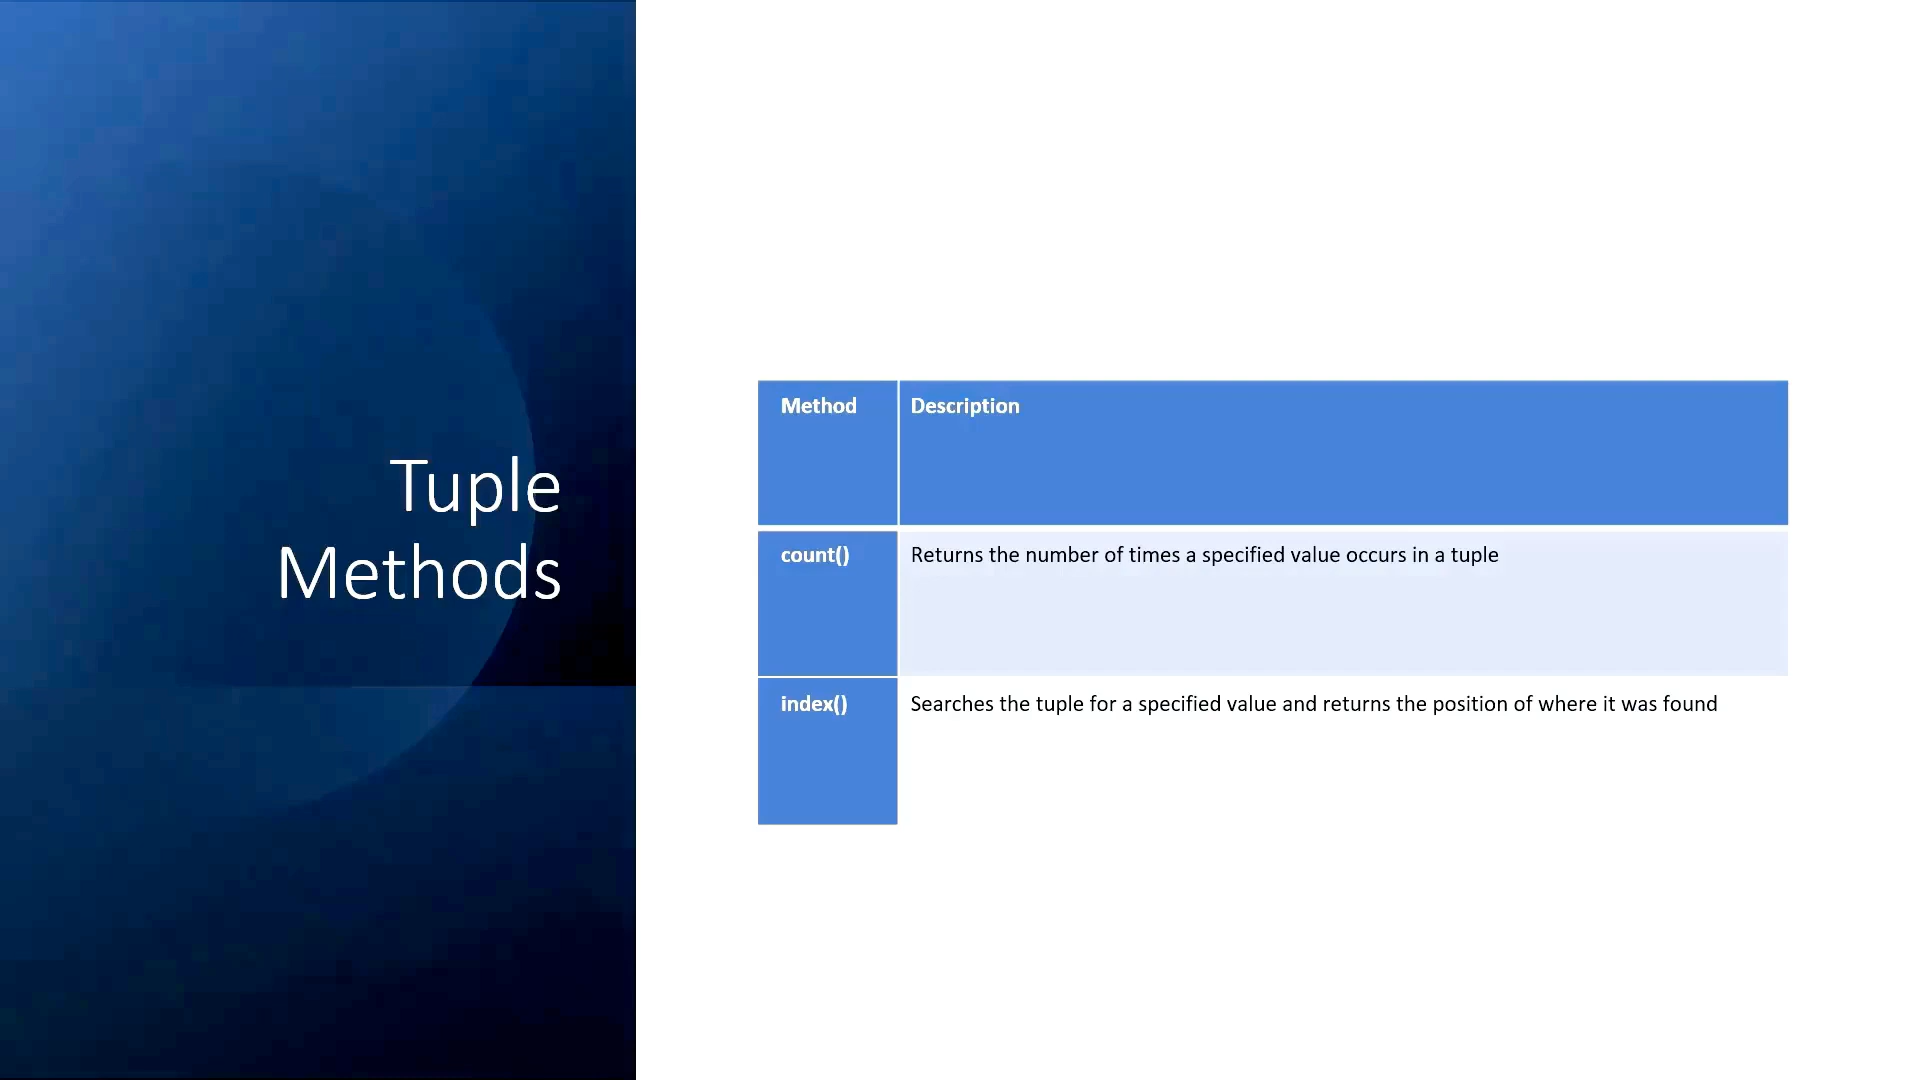 Tuple
Methods
Method
Description
count()
Returns the number of times a specified value occurs in a tuple
index()
Searches the tuple for a specified value and returns the position of where it was found